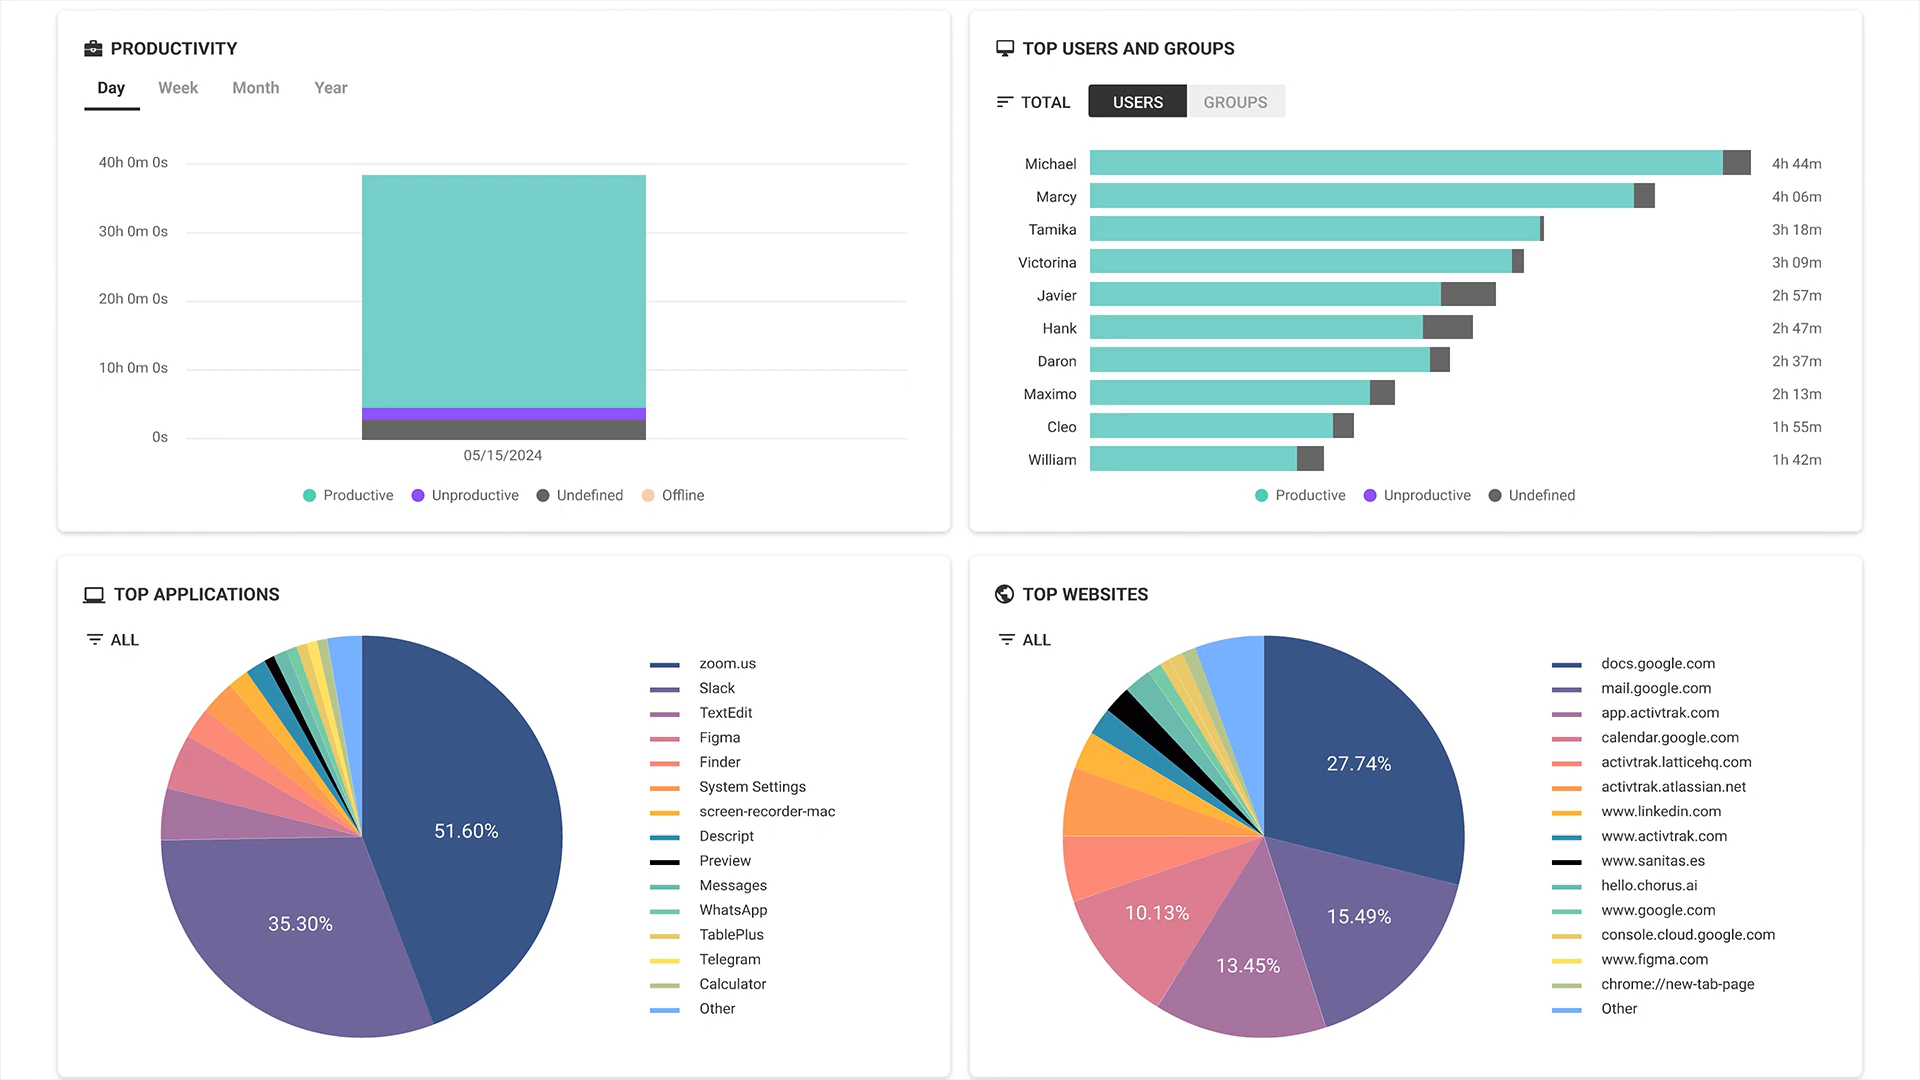 PRODUCTIVITY
Day Week Month Year
40h 0m 0s
30h 0m 0s
20h 0m 0s
10h 0m 0s
0s
05/15/2024
Productive Unproductive Undefined Offline
TOP USERS AND GROUPS
TOTAL USERS GROUPS
Michael 4h 44m
Marcy 4h 06m
Tamika 3h 18m
Victorina 3h 09m
Javier 2h 57m
Hank 2h 47m
Daron 2h 37m
Maximo 2h 13m
Cleo 1h 55m
William 1h 42m
Productive Unproductive Undefined
TOP APPLICATIONS
ALL
51.60%
35.30%
zoom.us
Slack
TextEdit
Figma
Finder
System Settings
screen-recorder-mac
Descript
Preview
Messages
WhatsApp
TablePlus
Telegram
Calculator
Other
TOP WEBSITES
ALL
27.74%
10.13%
15.49%
13.45%
docs.google.com
mail.google.com
app.activtrak.com
calendar.google.com
activtrak.latticehq.com
activtrak.atlassian.net
www.linkedin.com
www.activtrak.com
www.sanitas.es
hello.chorus.ai
www.google.com
console.cloud.google.com
www.figma.com
chrome://new-tab-page
Other